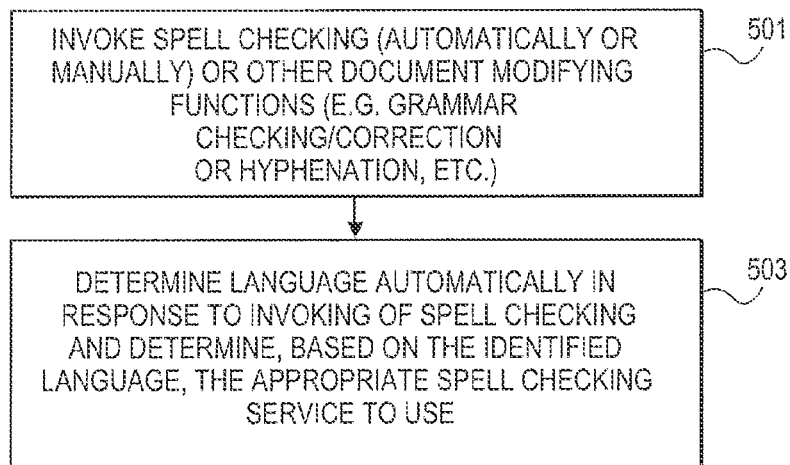 INVOKE SPELL CHECKING (AUTOMATICALLY OR
MANUALLY) OR OTHER DOCUMENT MODIFYING
FUNCTIONS (E.G. GRAMMAR
CHECKING/CORRECTION
OR HYPHENATION, ETC.)
501
DETERMINE LANGUAGE AUTOMATICALLY IN
RESPONSE TO INVOKING OF SPELL CHECKING
AND DETERMINE, BASED ON THE IDENTIFIED
LANGUAGE, THE APPROPRIATE SPELL CHECKING
SERVICE TO USE
503